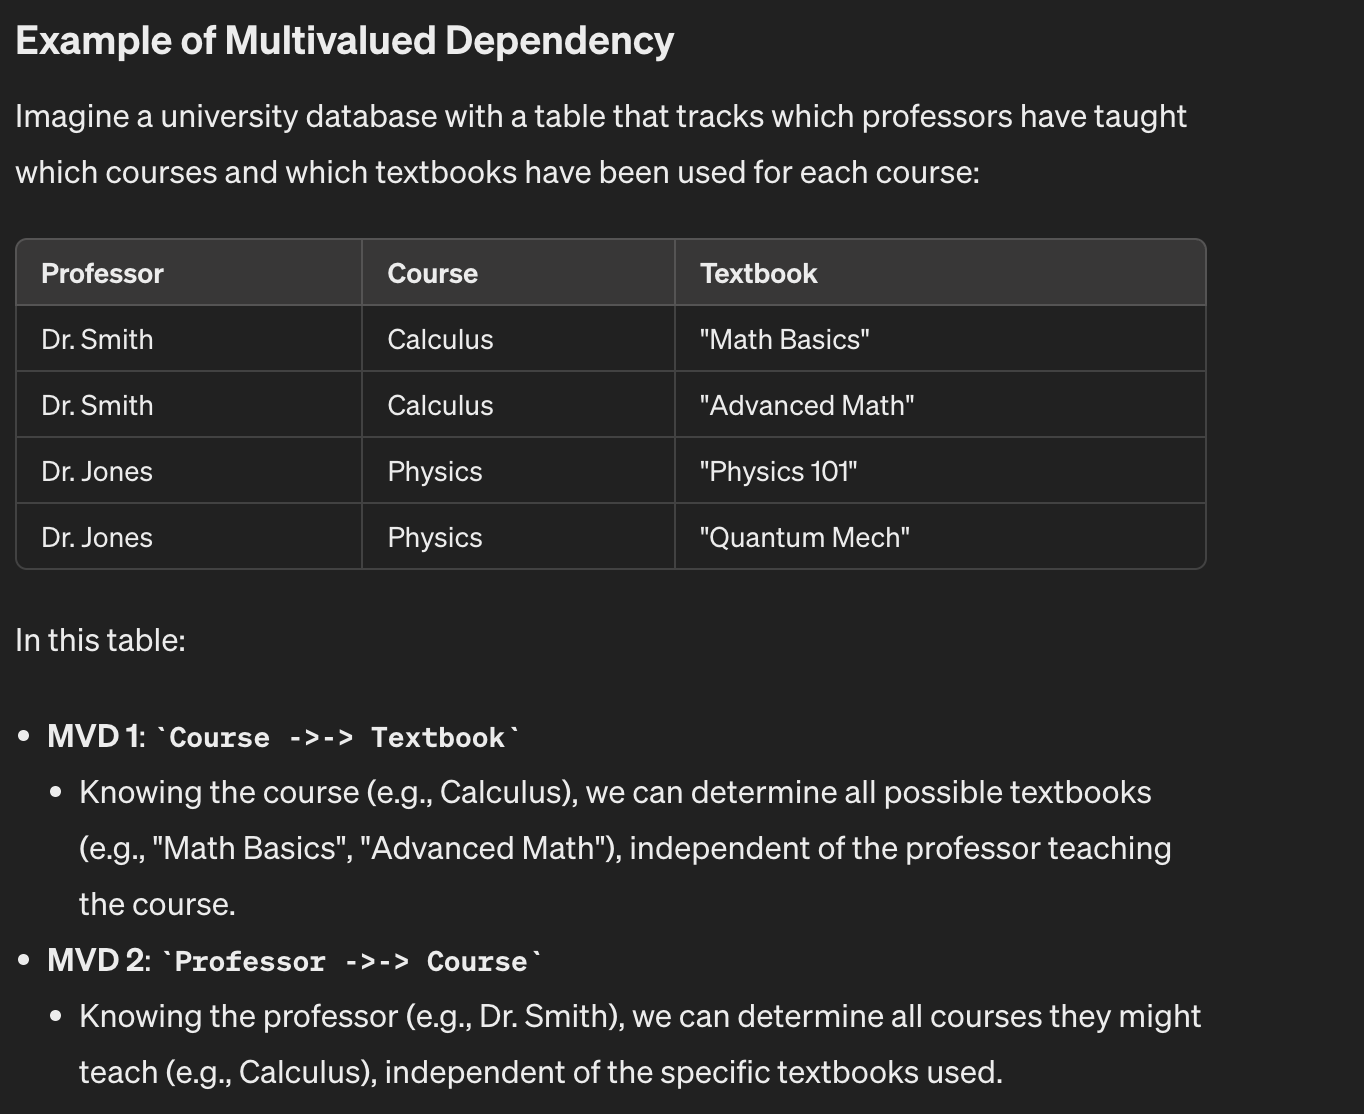 Example of Multivalued Dependency
Imagine a university database with a table that tracks which professors have taught
which courses and which textbooks have been used for each course:
Professor Course Textbook
Dr. Smith Calculus "Math Basics"
Dr. Smith Calculus "Advanced Math"
Dr. Jones Physics "Physics 101"
Dr. Jones Physics "Quantum Mech"
In this table:
• MVD 1: `Course ->-> Textbook`
• Knowing the course (e.g., Calculus), we can determine all possible textbooks
(e.g., "Math Basics", "Advanced Math"), independent of the professor teaching
the course.
• MVD 2: `Professor ->-> Course`
• Knowing the professor (e.g., Dr. Smith), we can determine all courses they might
teach (e.g., Calculus), independent of the specific textbooks used.